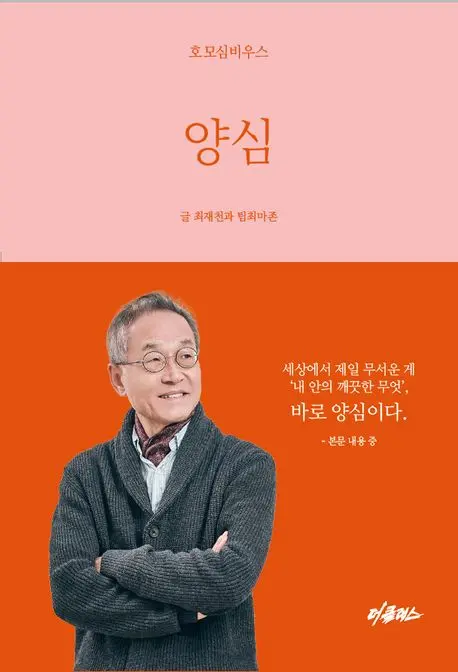 호모심비우스
양심
글 최재천과 팀최마존
세상에서 제일 무서운 게
‘내 안의 깨끗한 무엇’,
바로 양심이다.
- 본문 내용 중
더클래스